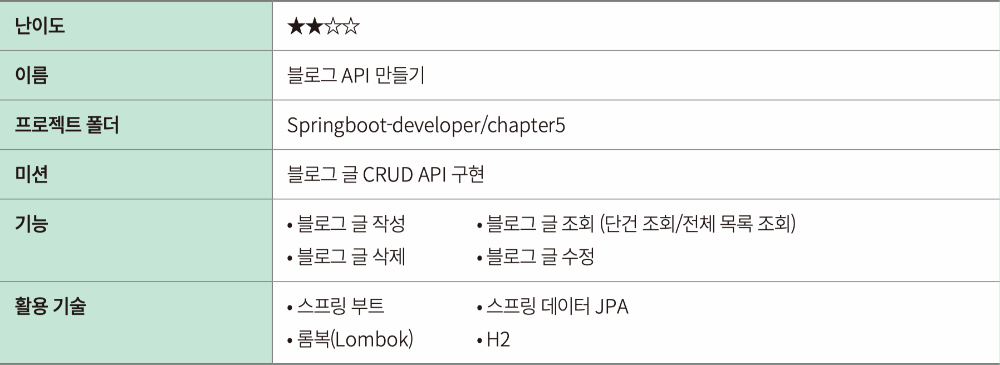 난이도 ★★☆☆
이름 블로그 API 만들기
프로젝트 폴더 Springboot-developer/chapter5
미션 블로그 글 CRUD API 구현
기능 • 블로그 글 작성 • 블로그 글 조회 (단건 조회/전체 목록 조회)
• 블로그 글 삭제 • 블로그 글 수정
활용 기술 • 스프링 부트 • 스프링 데이터 JPA
• 롬복(Lombok) • H2